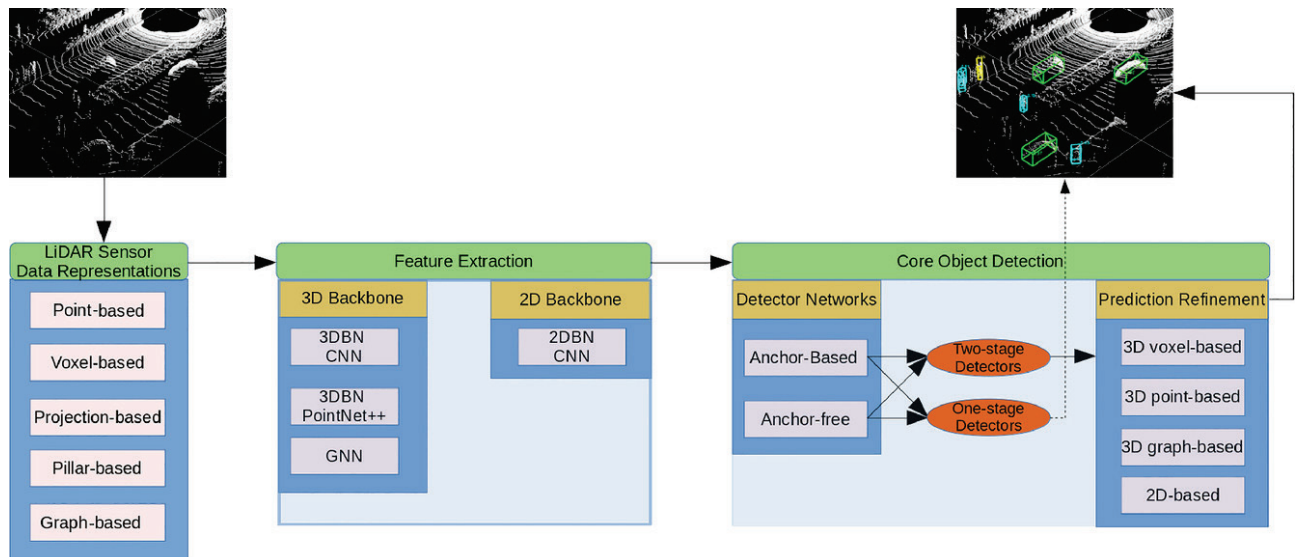 LiDAR Sensor
Data Representations
Point-based
Voxel-based
Projection-based
Pillar-based
Graph-based
Feature Extraction
3D Backbone
3DBN
CNN
3DBN
PointNet++
GNN
2D Backbone
2DBN
CNN
Core Object Detection
Detector Networks
Anchor-Based
Anchor-free
Two-stage
Detectors
One-stage
Detectors
Prediction Refinement
3D voxel-based
3D point-based
3D graph-based
2D-based